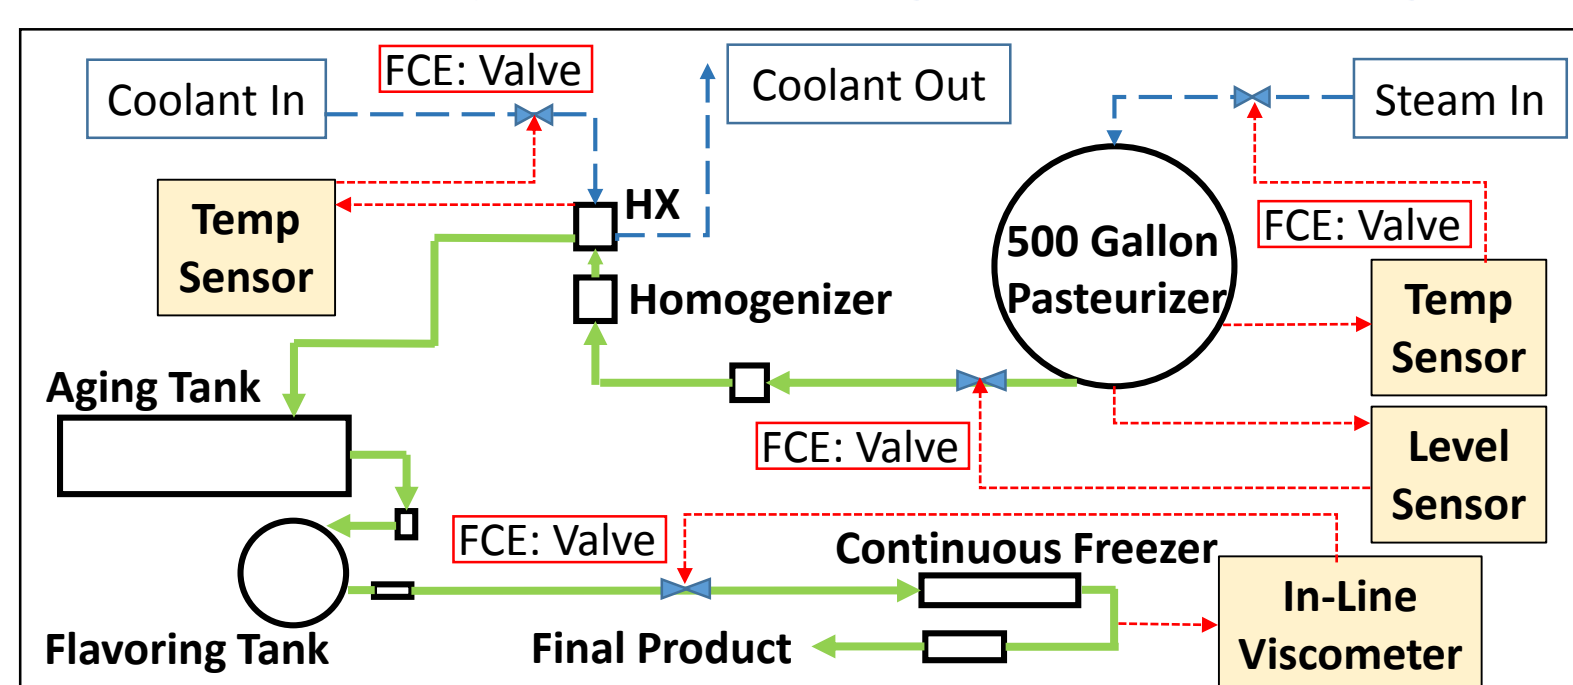 FCE: Valve
Coolant In
Coolant Out
Steam In
Temp
Sensor
HX
FCE: Valve
500 Gallon
Pasteurizer
Homogenizer
Temp
Sensor
Aging Tank
FCE: Valve
Level
Sensor
FCE: Valve
Continuous Freezer
In-Line
Viscometer
Flavoring Tank
Final Product